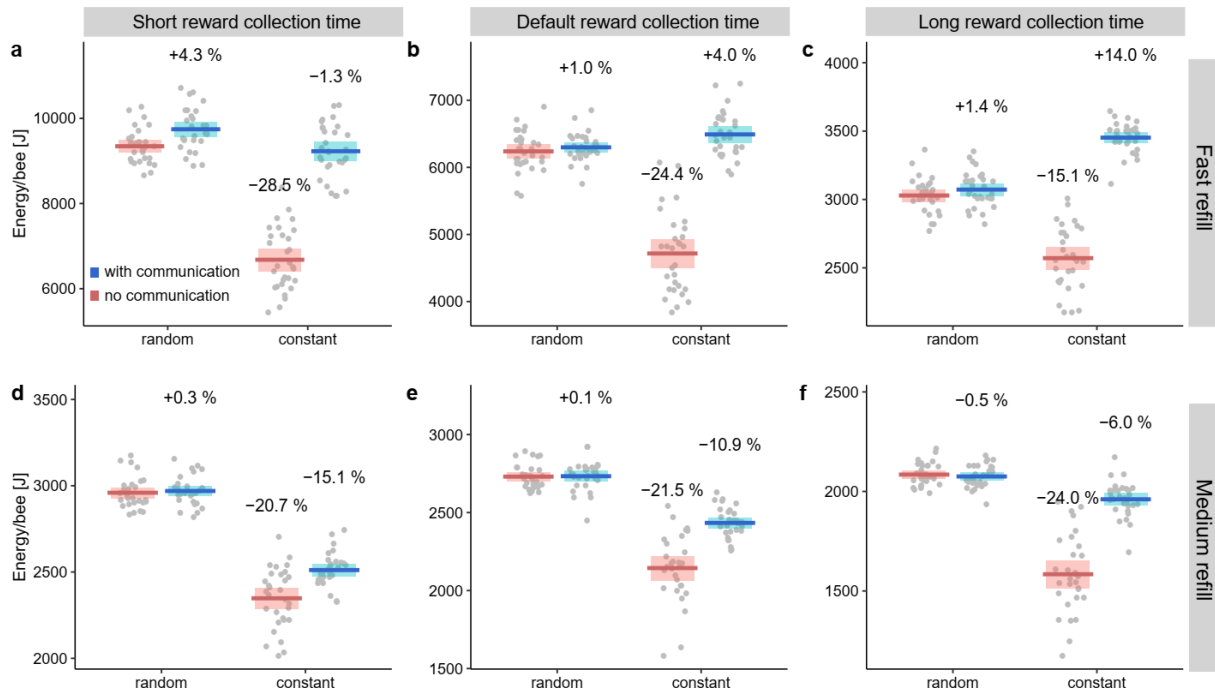 Short reward collection time
Default reward collection time
Long reward collection time
a
+4.3 %
−1.3 %
−28.5 %
10000
8000
6000
Energy/bee [J]
with communication
no communication
random
constant
b
+1.0 %
+4.0 %
−24.4 %
7000
6000
5000
4000
random
constant
c
+1.4 %
+14.0 %
−15.1 %
4000
3500
3000
2500
random
constant
Fast refill
d
+0.3 %
−15.1 %
−20.7 %
3500
3000
2500
2000
Energy/bee [J]
random
constant
e
+0.1 %
−10.9 %
−21.5 %
3000
2500
2000
1500
random
constant
f
−0.5 %
−6.0 %
−24.0 %
2500
2000
1500
random
constant
Medium refill